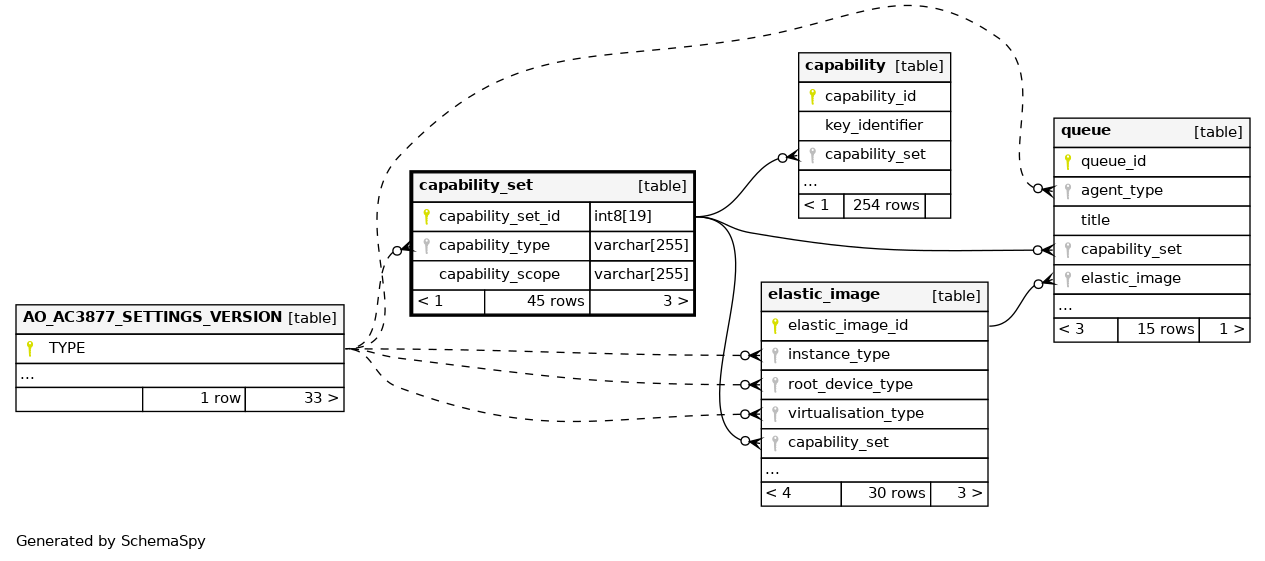 capability [table]
capability_id
key_identifier
capability_set
...
< 1 254 rows
queue [table]
queue_id
agent_type
title
capability_set
elastic_image
...
< 3 15 rows 1 >
capability_set [table]
capability_set_id int8[19]
capability_type varchar[255]
capability_scope varchar[255]
< 1 45 rows 3 >
elastic_image [table]
elastic_image_id
instance_type
root_device_type
virtualisation_type
capability_set
...
< 4 30 rows 3 >
AO_AC3877_SETTINGS_VERSION [table]
TYPE
...
1 row 33 >
Generated by SchemaSpy